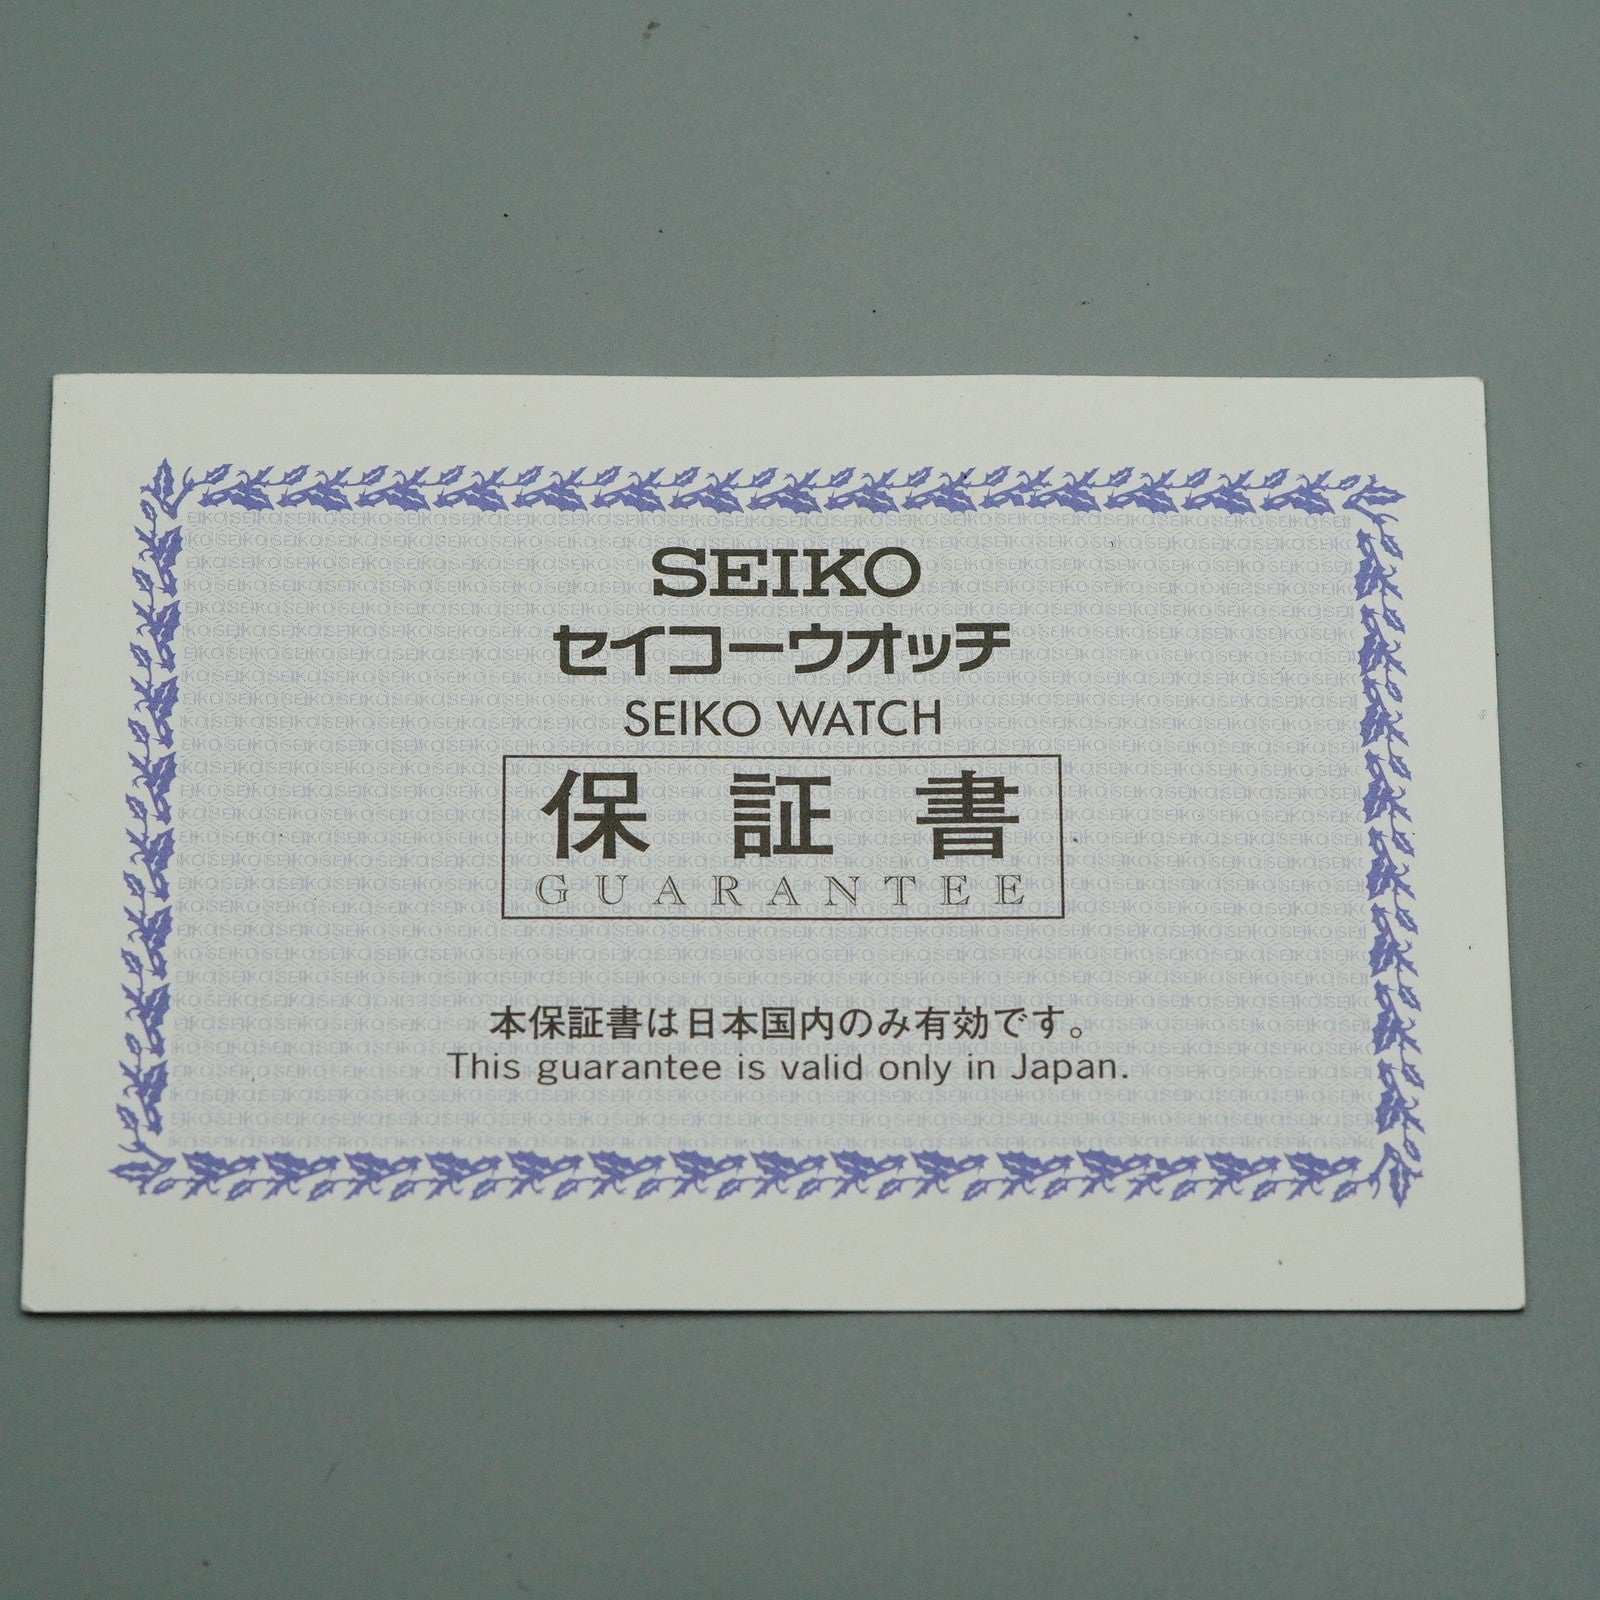 SEIKO
セイコーウオッチ
SEIKO WATCH
保証書
GUARANTEE
本保証書は日本国内のみ有効です。
This guarantee is valid only in Japan.